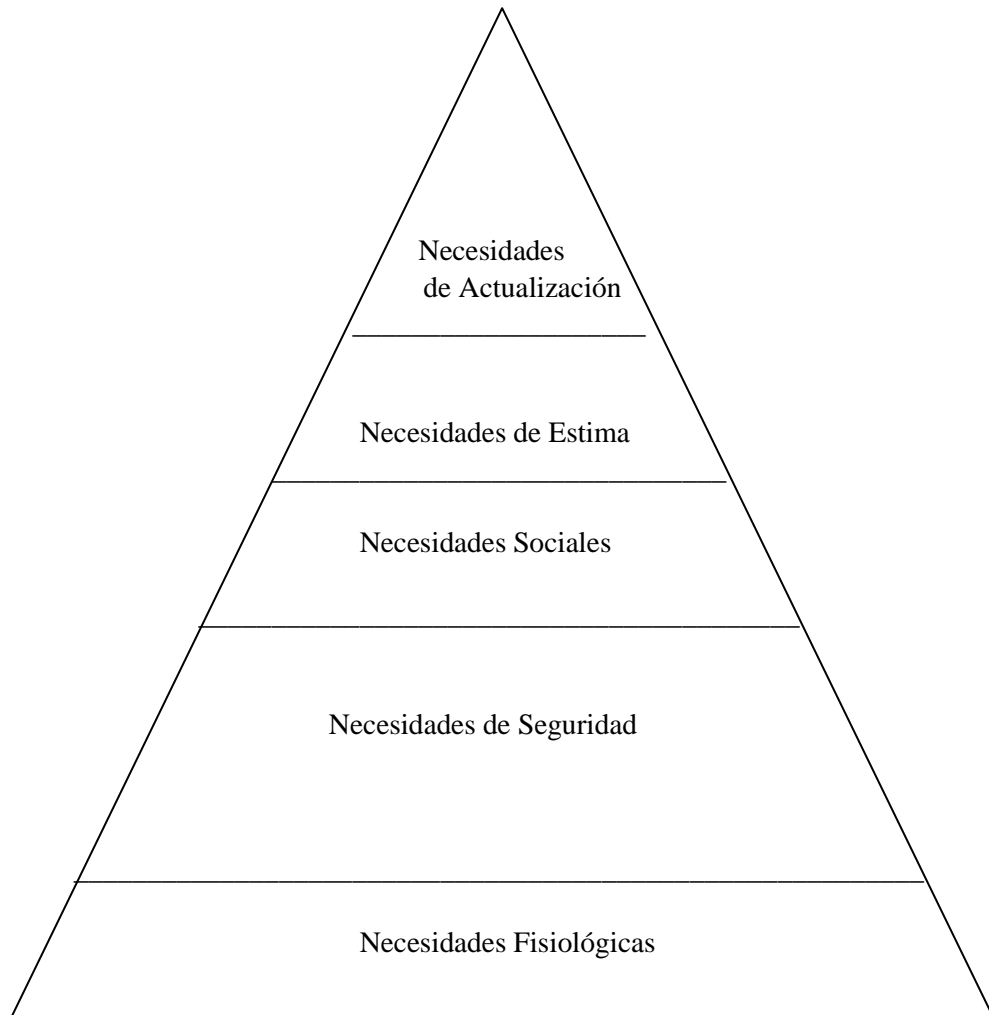 Necesidades
de Actualización
Necesidades de Estima
Necesidades Sociales
Necesidades de Seguridad
Necesidades Fisiológicas